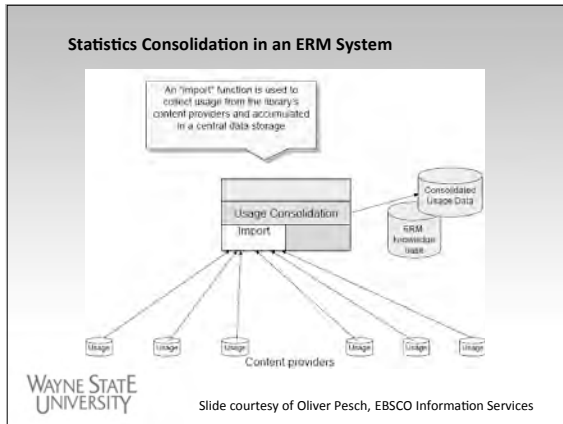 Statistics Consolidation in an ERM System
An "import" function is used to
collect usage from the library's
content providers and accumulated
in a central data storage
Consolidated
Usage Data
Usage Consolidation
Import
ERM
knowledge
base
Usage
Usage
Usage
Usage
Usage
Usage
Content providers
WAYNE STATE
UNIVERSITY
Slide courtesy of Oliver Pesch, EBSCO Information Services